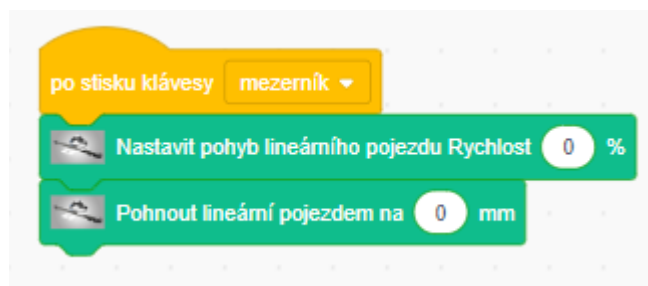 po stisku klávesy mezerník
Nastavit pohyb lineárního pojezdu Rychlost 0 %
Pohnout lineární pojezdem na 0 mm